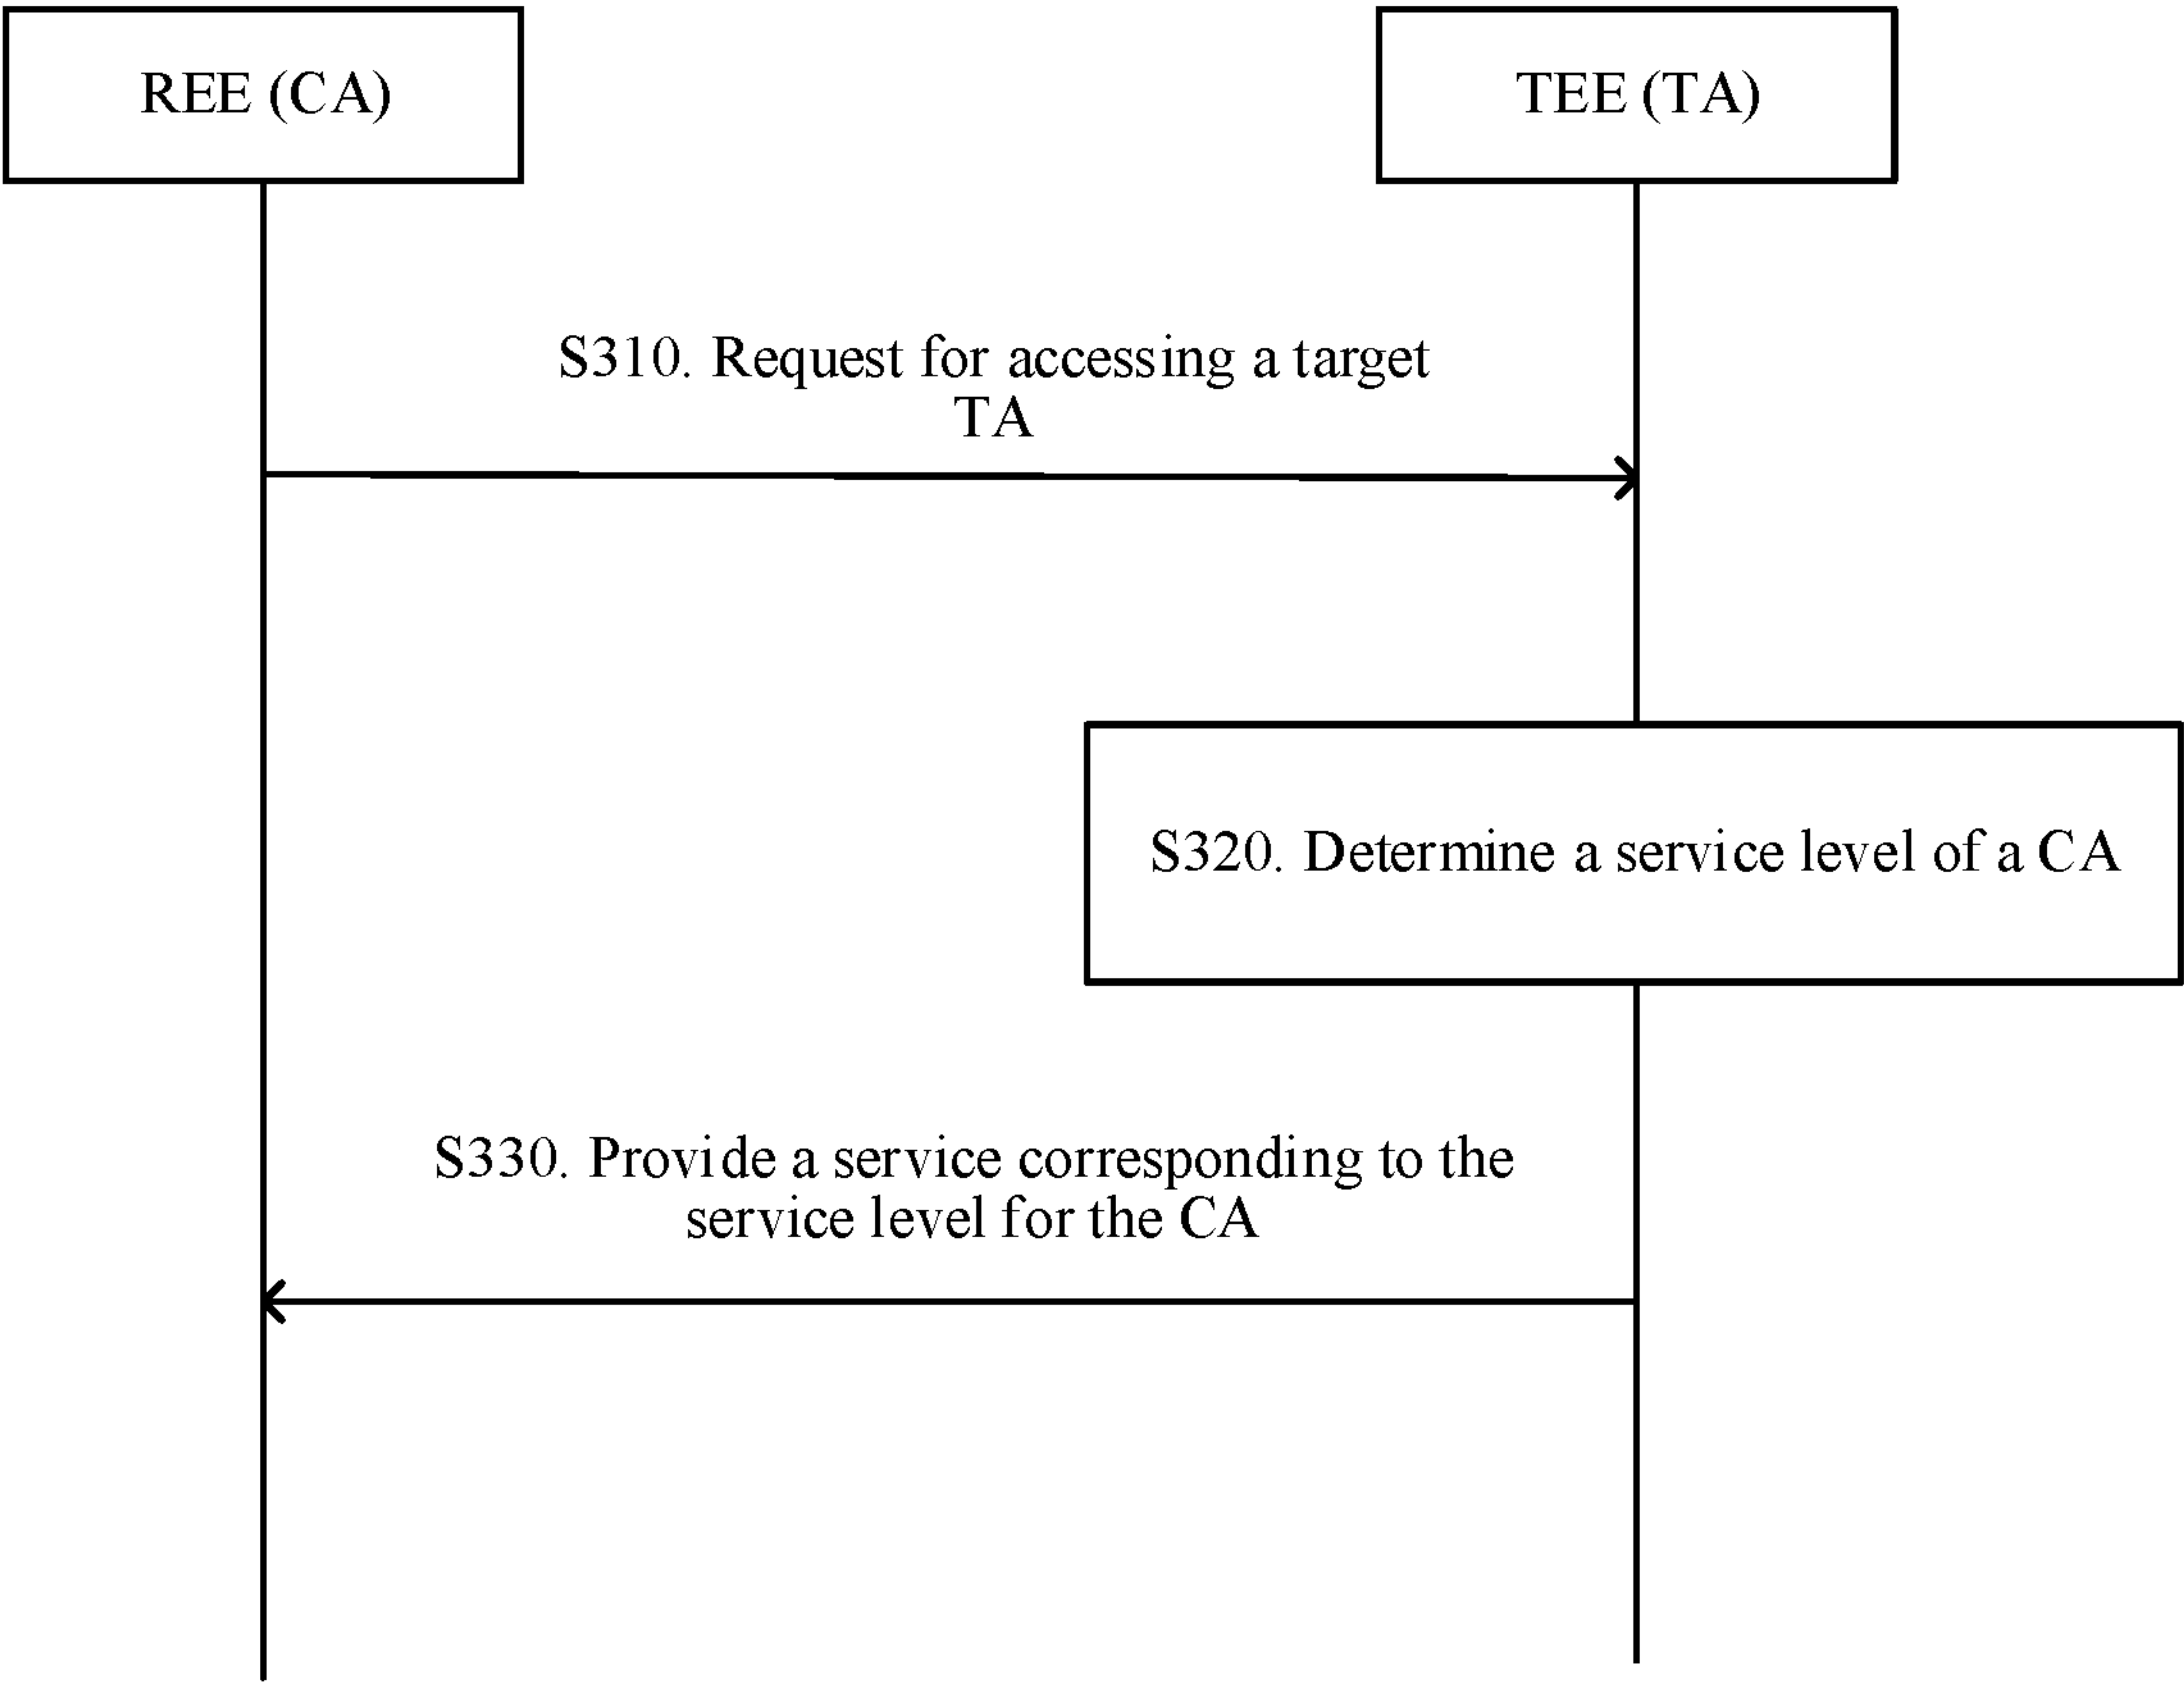 REE (CA)
TEE (TA)
S310. Request for accessing a target
TA
S320. Determine a service level of a CA
S330. Provide a service corresponding to the
service level for the CA